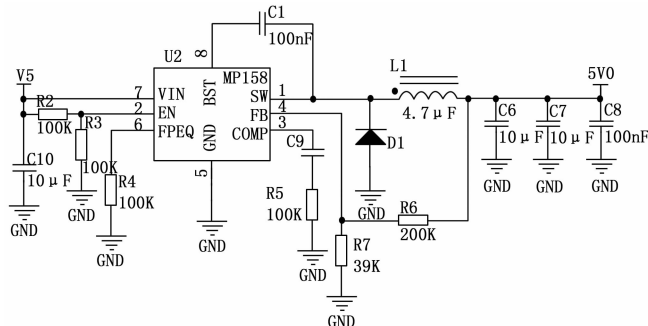 C1
100nF
U2
8
MP158
L1
V5
5V0
7
VIN
BST
SW
1
R2
2
EN
FB
4
4.7μF
C6
C7
C8
100K
R3
6
FPEQ
GND
COMP
3
C9
D1
10μF
10μF
100nF
C10
10μF
100K
R4
100K
5
R5
100K
GND
GND
GND
GND
R6
200K
GND
GND
GND
GND
GND
R7
39K
GND
GND